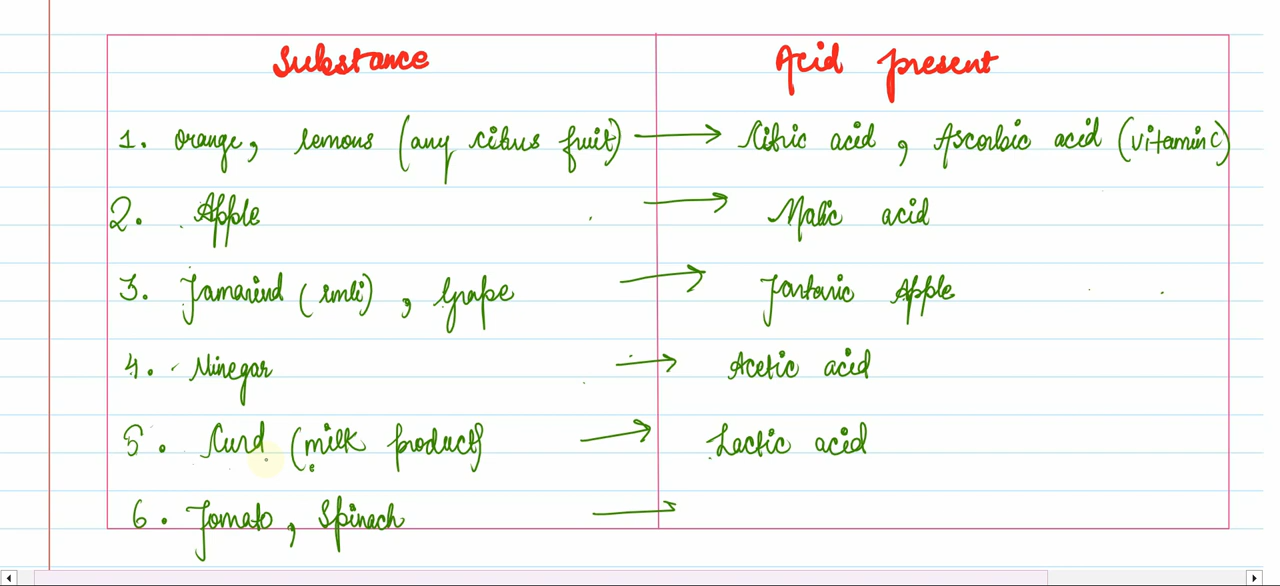 Substance Acid present
1. Orange, lemons (any citrus fruit) → Citric acid, Ascorbic acid (vitamin C)
2. Apple → Malic acid
3. Tamarind (imli), Grape → Tartaric Apple
4. Vinegar → Acetic acid
5. Curd (milk product) → Lactic acid
6. Tomato, Spinach →